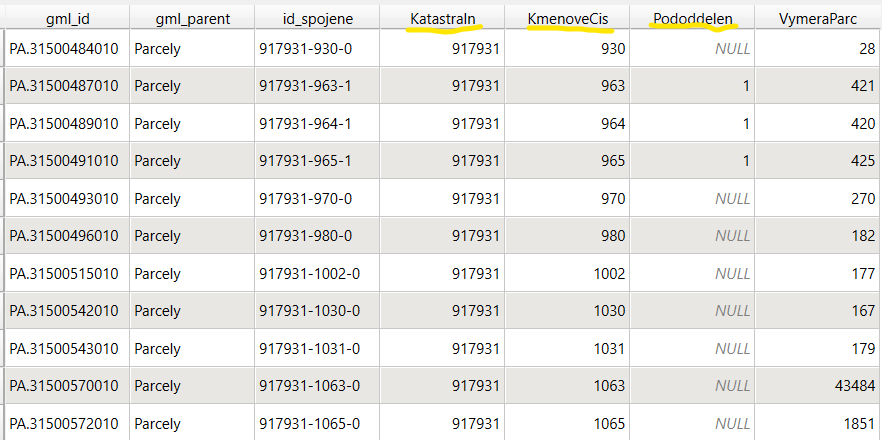 gml_id gml_parent id_spojene Katastraln KmenoveCis Pododdelen VymeraParc
PA.31500484010 Parcely 917931-930-0 917931 930 NULL 28
PA.31500487010 Parcely 917931-963-1 917931 963 1 421
PA.31500489010 Parcely 917931-964-1 917931 964 1 420
PA.31500491010 Parcely 917931-965-1 917931 965 1 425
PA.31500493010 Parcely 917931-970-0 917931 970 NULL 270
PA.31500496010 Parcely 917931-980-0 917931 980 NULL 182
PA.31500515010 Parcely 917931-1002-0 917931 1002 NULL 177
PA.31500542010 Parcely 917931-1030-0 917931 1030 NULL 167
PA.31500543010 Parcely 917931-1031-0 917931 1031 NULL 179
PA.31500570010 Parcely 917931-1063-0 917931 1063 NULL 43484
PA.31500572010 Parcely 917931-1065-0 917931 1065 NULL 1851